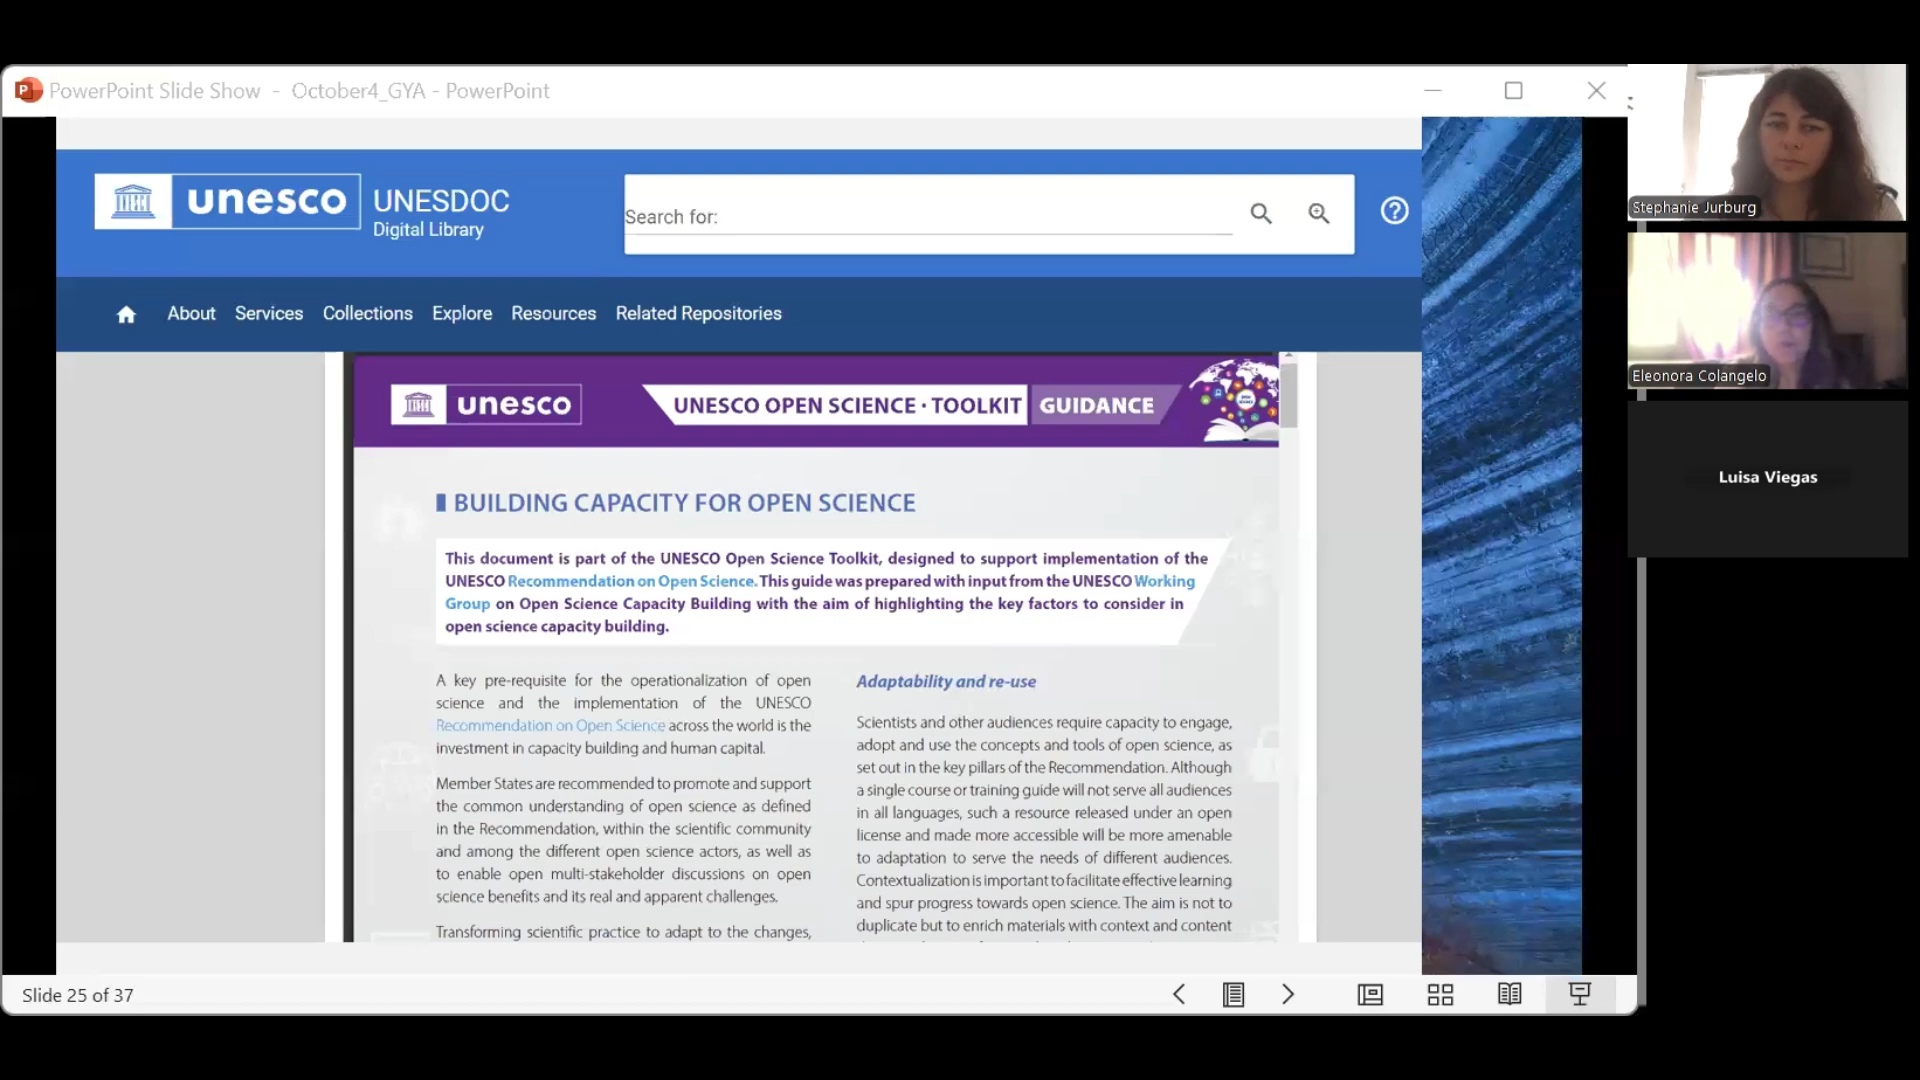 PowerPoint Slide Show - October4_GYA - PowerPoint
unesco
UNESDOC
Digital Library
Search for:
About Services Collections Explore Resources Related Repositories
unesco
UNESCO OPEN SCIENCE · TOOLKIT GUIDANCE
BUILDING CAPACITY FOR OPEN SCIENCE
This document is part of the UNESCO Open Science Toolkit, designed to support implementation of the
UNESCO Recommendation on Open Science. This guide was prepared with input from the UNESCO Working
Group on Open Science Capacity Building with the aim of highlighting the key factors to consider in
open science capacity building.
A key pre-requisite for the operationalization of open
science and the implementation of the UNESCO
Recommendation on Open Science across the world is the
investment in capacity building and human capital.
Member States are recommended to promote and support
the common understanding of open science as defined
in the Recommendation, within the scientific community
and among the different open science actors, as well as
to enable open multi-stakeholder discussions on open
science benefits and its real and apparent challenges.
Transforming scientific practice to adapt to the changes,
Adaptability and re-use
Scientists and other audiences require capacity to engage,
adopt and use the concepts and tools of open science, as
set out in the key pillars of the Recommendation. Although
a single course or training guide will not serve all audiences
in all languages, such a resource released under an open
license and made more accessible will be more amenable
to adaptation to serve the needs of different audiences.
Contextualization is important to facilitate effective learning
and spur progress towards open science. The aim is not to
duplicate but to enrich materials with context and content
Slide 25 of 37
Stephanie Jurburg
Eleonora Colangelo
Luisa Viegas